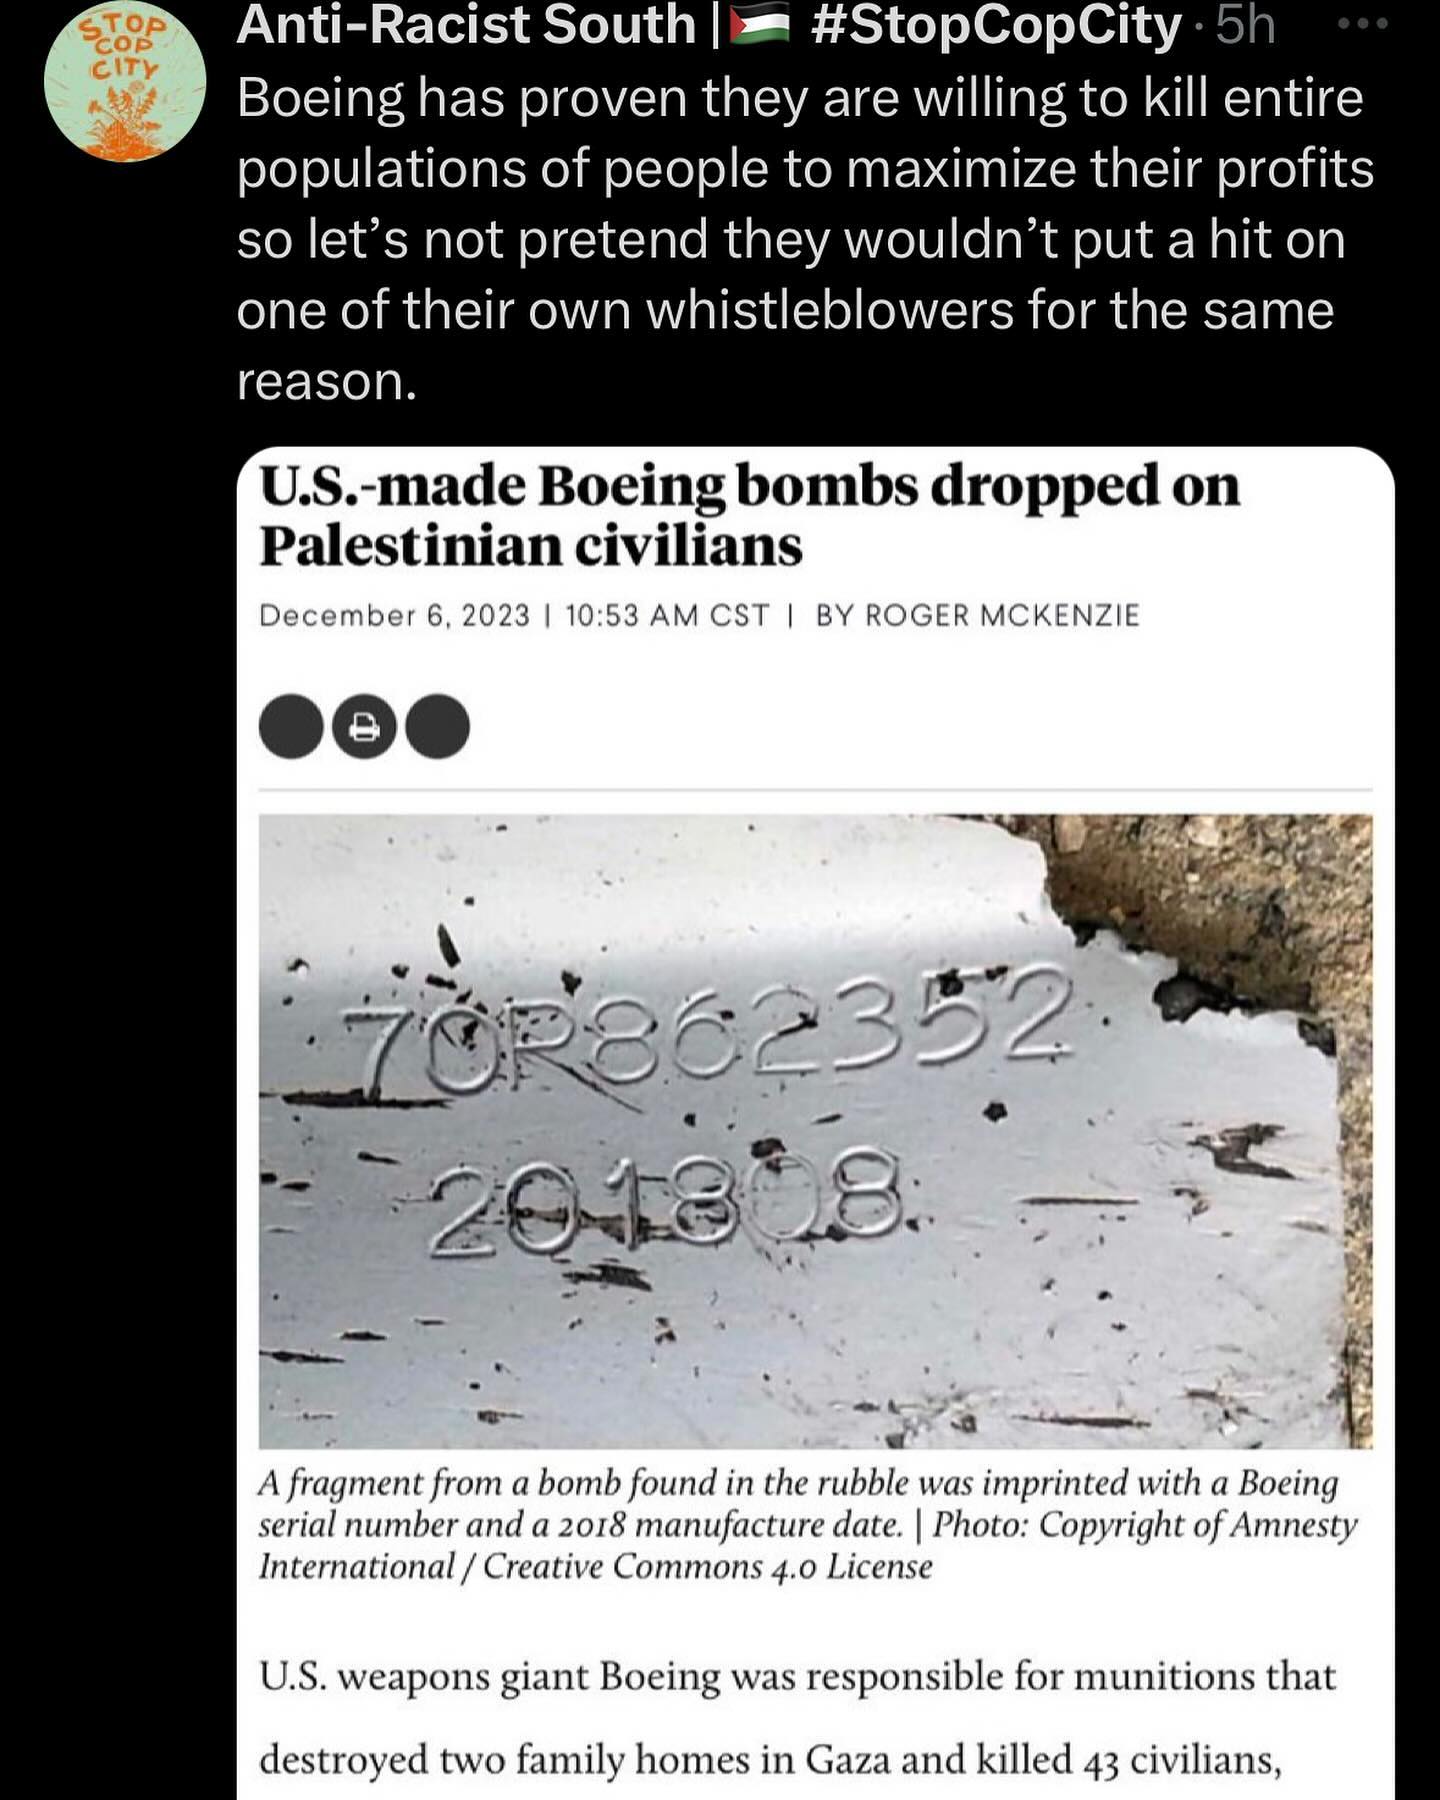 STOP
COP
CITY
Anti-Racist South |🇵🇸 #StopCopCity · 5h ...
Boeing has proven they are willing to kill entire
populations of people to maximize their profits
so let’s not pretend they wouldn’t put a hit on
one of their own whistleblowers for the same
reason.
U.S.-made Boeing bombs dropped on
Palestinian civilians
December 6, 2023 | 10:53 AM CST | BY ROGER MCKENZIE
70R862352
201808
A fragment from a bomb found in the rubble was imprinted with a Boeing
serial number and a 2018 manufacture date. | Photo: Copyright of Amnesty
International / Creative Commons 4.0 License
U.S. weapons giant Boeing was responsible for munitions that
destroyed two family homes in Gaza and killed 43 civilians,